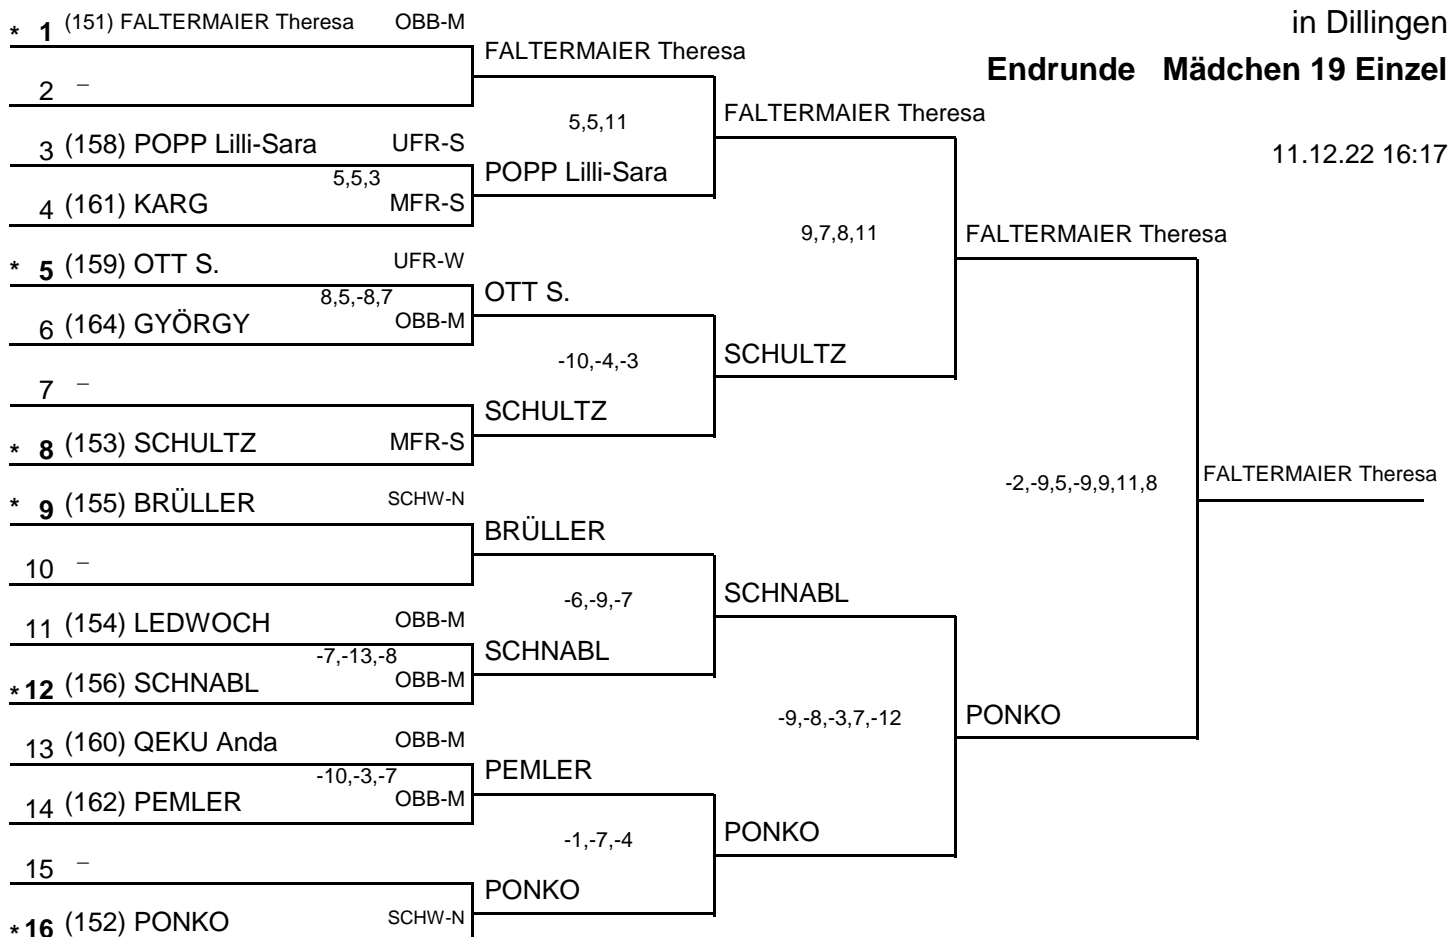 in Dillingen
Endrunde Mädchen 19 Einzel
11.12.22 16:17
* 1 (151) FALTERMAIER Theresa OBB-M
2 –
3 (158) POPP Lilli-Sara UFR-S
5,5,3
4 (161) KARG MFR-S
* 5 (159) OTT S. UFR-W
8,5,-8,7
6 (164) GYÖRGY OBB-M
7 –
* 8 (153) SCHULTZ MFR-S
* 9 (155) BRÜLLER SCHW-N
10 –
11 (154) LEDWOCH OBB-M
-7,-13,-8
* 12 (156) SCHNABL OBB-M
13 (160) QEKU Anda OBB-M
-10,-3,-7
14 (162) PEMLER OBB-M
15 –
* 16 (152) PONKO SCHW-N
FALTERMAIER Theresa
5,5,11
POPP Lilli-Sara
OTT S.
-10,-4,-3
SCHULTZ
BRÜLLER
-6,-9,-7
SCHNABL
PEMLER
-1,-7,-4
PONKO
FALTERMAIER Theresa
9,7,8,11
SCHULTZ
SCHNABL
-9,-8,-3,7,-12
PONKO
FALTERMAIER Theresa
-2,-9,5,-9,9,11,8
PONKO
FALTERMAIER Theresa